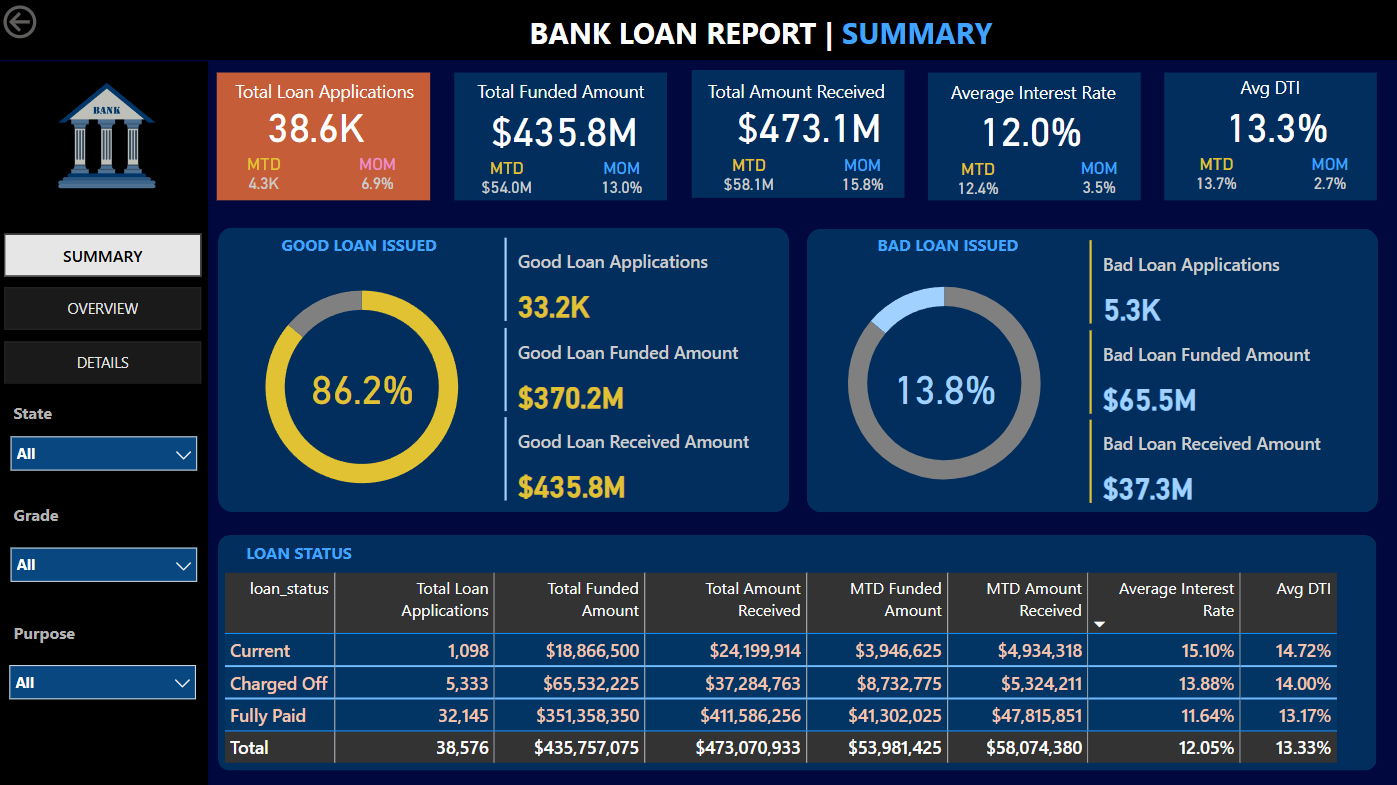 BANK LOAN REPORT | SUMMARY
BANK
SUMMARY
OVERVIEW
DETAILS
State
All
Grade
All
Purpose
All
Total Loan Applications
38.6K
MTD MOM
4.3K 6.9%
Total Funded Amount
$435.8M
MTD MOM
$54.0M 13.0%
Total Amount Received
$473.1M
MTD MOM
$58.1M 15.8%
Average Interest Rate
12.0%
MTD MOM
12.4% 3.5%
Avg DTI
13.3%
MTD MOM
13.7% 2.7%
GOOD LOAN ISSUED
86.2%
Good Loan Applications
33.2K
Good Loan Funded Amount
$370.2M
Good Loan Received Amount
$435.8M
BAD LOAN ISSUED
13.8%
Bad Loan Applications
5.3K
Bad Loan Funded Amount
$65.5M
Bad Loan Received Amount
$37.3M
LOAN STATUS
loan_status Total Loan Applications Total Funded Amount Total Amount Received MTD Funded Amount MTD Amount Received Average Interest Rate Avg DTI
Current 1,098 $18,866,500 $24,199,914 $3,946,625 $4,934,318 15.10% 14.72%
Charged Off 5,333 $65,532,225 $37,284,763 $8,732,775 $5,324,211 13.88% 14.00%
Fully Paid 32,145 $351,358,350 $411,586,256 $41,302,025 $47,815,851 11.64% 13.17%
Total 38,576 $435,757,075 $473,070,933 $53,981,425 $58,074,380 12.05% 13.33%